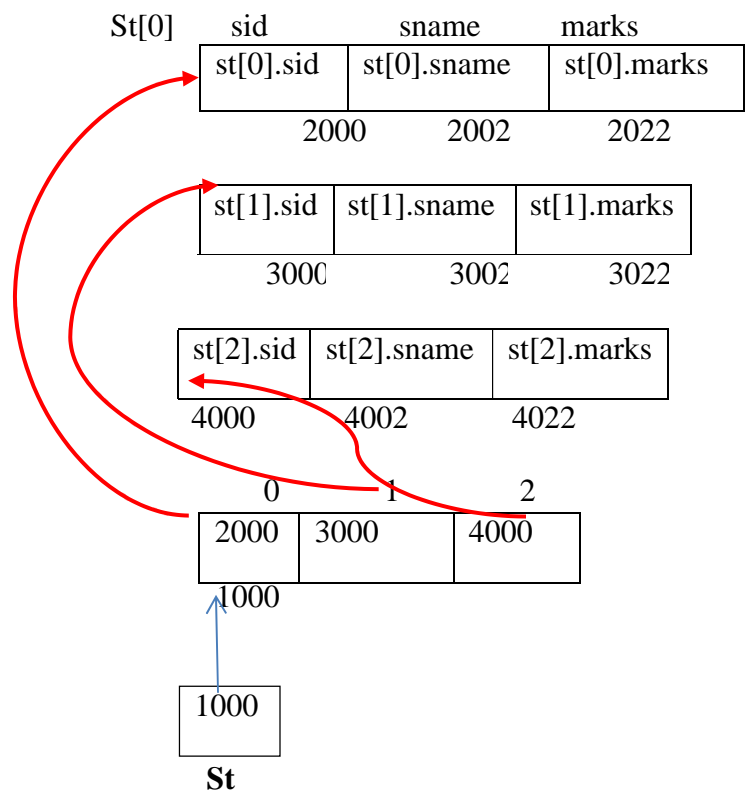 St[0] sid sname marks
st[0].sid st[0].sname st[0].marks
2000 2002 2022
st[1].sid st[1].sname st[1].marks
3000 3002 3022
st[2].sid st[2].sname st[2].marks
4000 4002 4022
0 1 2
2000 3000 4000
1000
1000
St